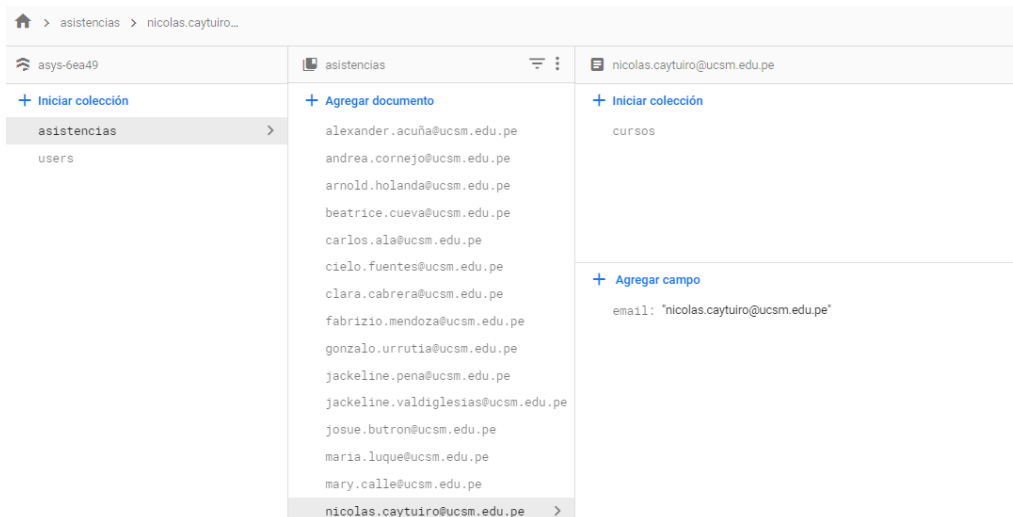 asistencias > nicolas.caytuiro...
asys-6ea49
+ Iniciar colección
asistencias
users
asistencias
+ Agregar documento
alexander.acuña@ucsm.edu.pe
andrea.cornejo@ucsm.edu.pe
arnold.holanda@ucsm.edu.pe
beatrice.cueva@ucsm.edu.pe
carlos.ala@ucsm.edu.pe
cielo.fuentes@ucsm.edu.pe
clara.cabrera@ucsm.edu.pe
fabrizio.mendoza@ucsm.edu.pe
gonzalo.urrutia@ucsm.edu.pe
jackeline.pena@ucsm.edu.pe
jackeline.valdiglesias@ucsm.edu.pe
josue.butron@ucsm.edu.pe
maria.luque@ucsm.edu.pe
mary.calle@ucsm.edu.pe
nicolas.caytuiro@ucsm.edu.pe
nicolas.caytuiro@ucsm.edu.pe
+ Iniciar colección
cursos
+ Agregar campo
email: "nicolas.caytuiro@ucsm.edu.pe"